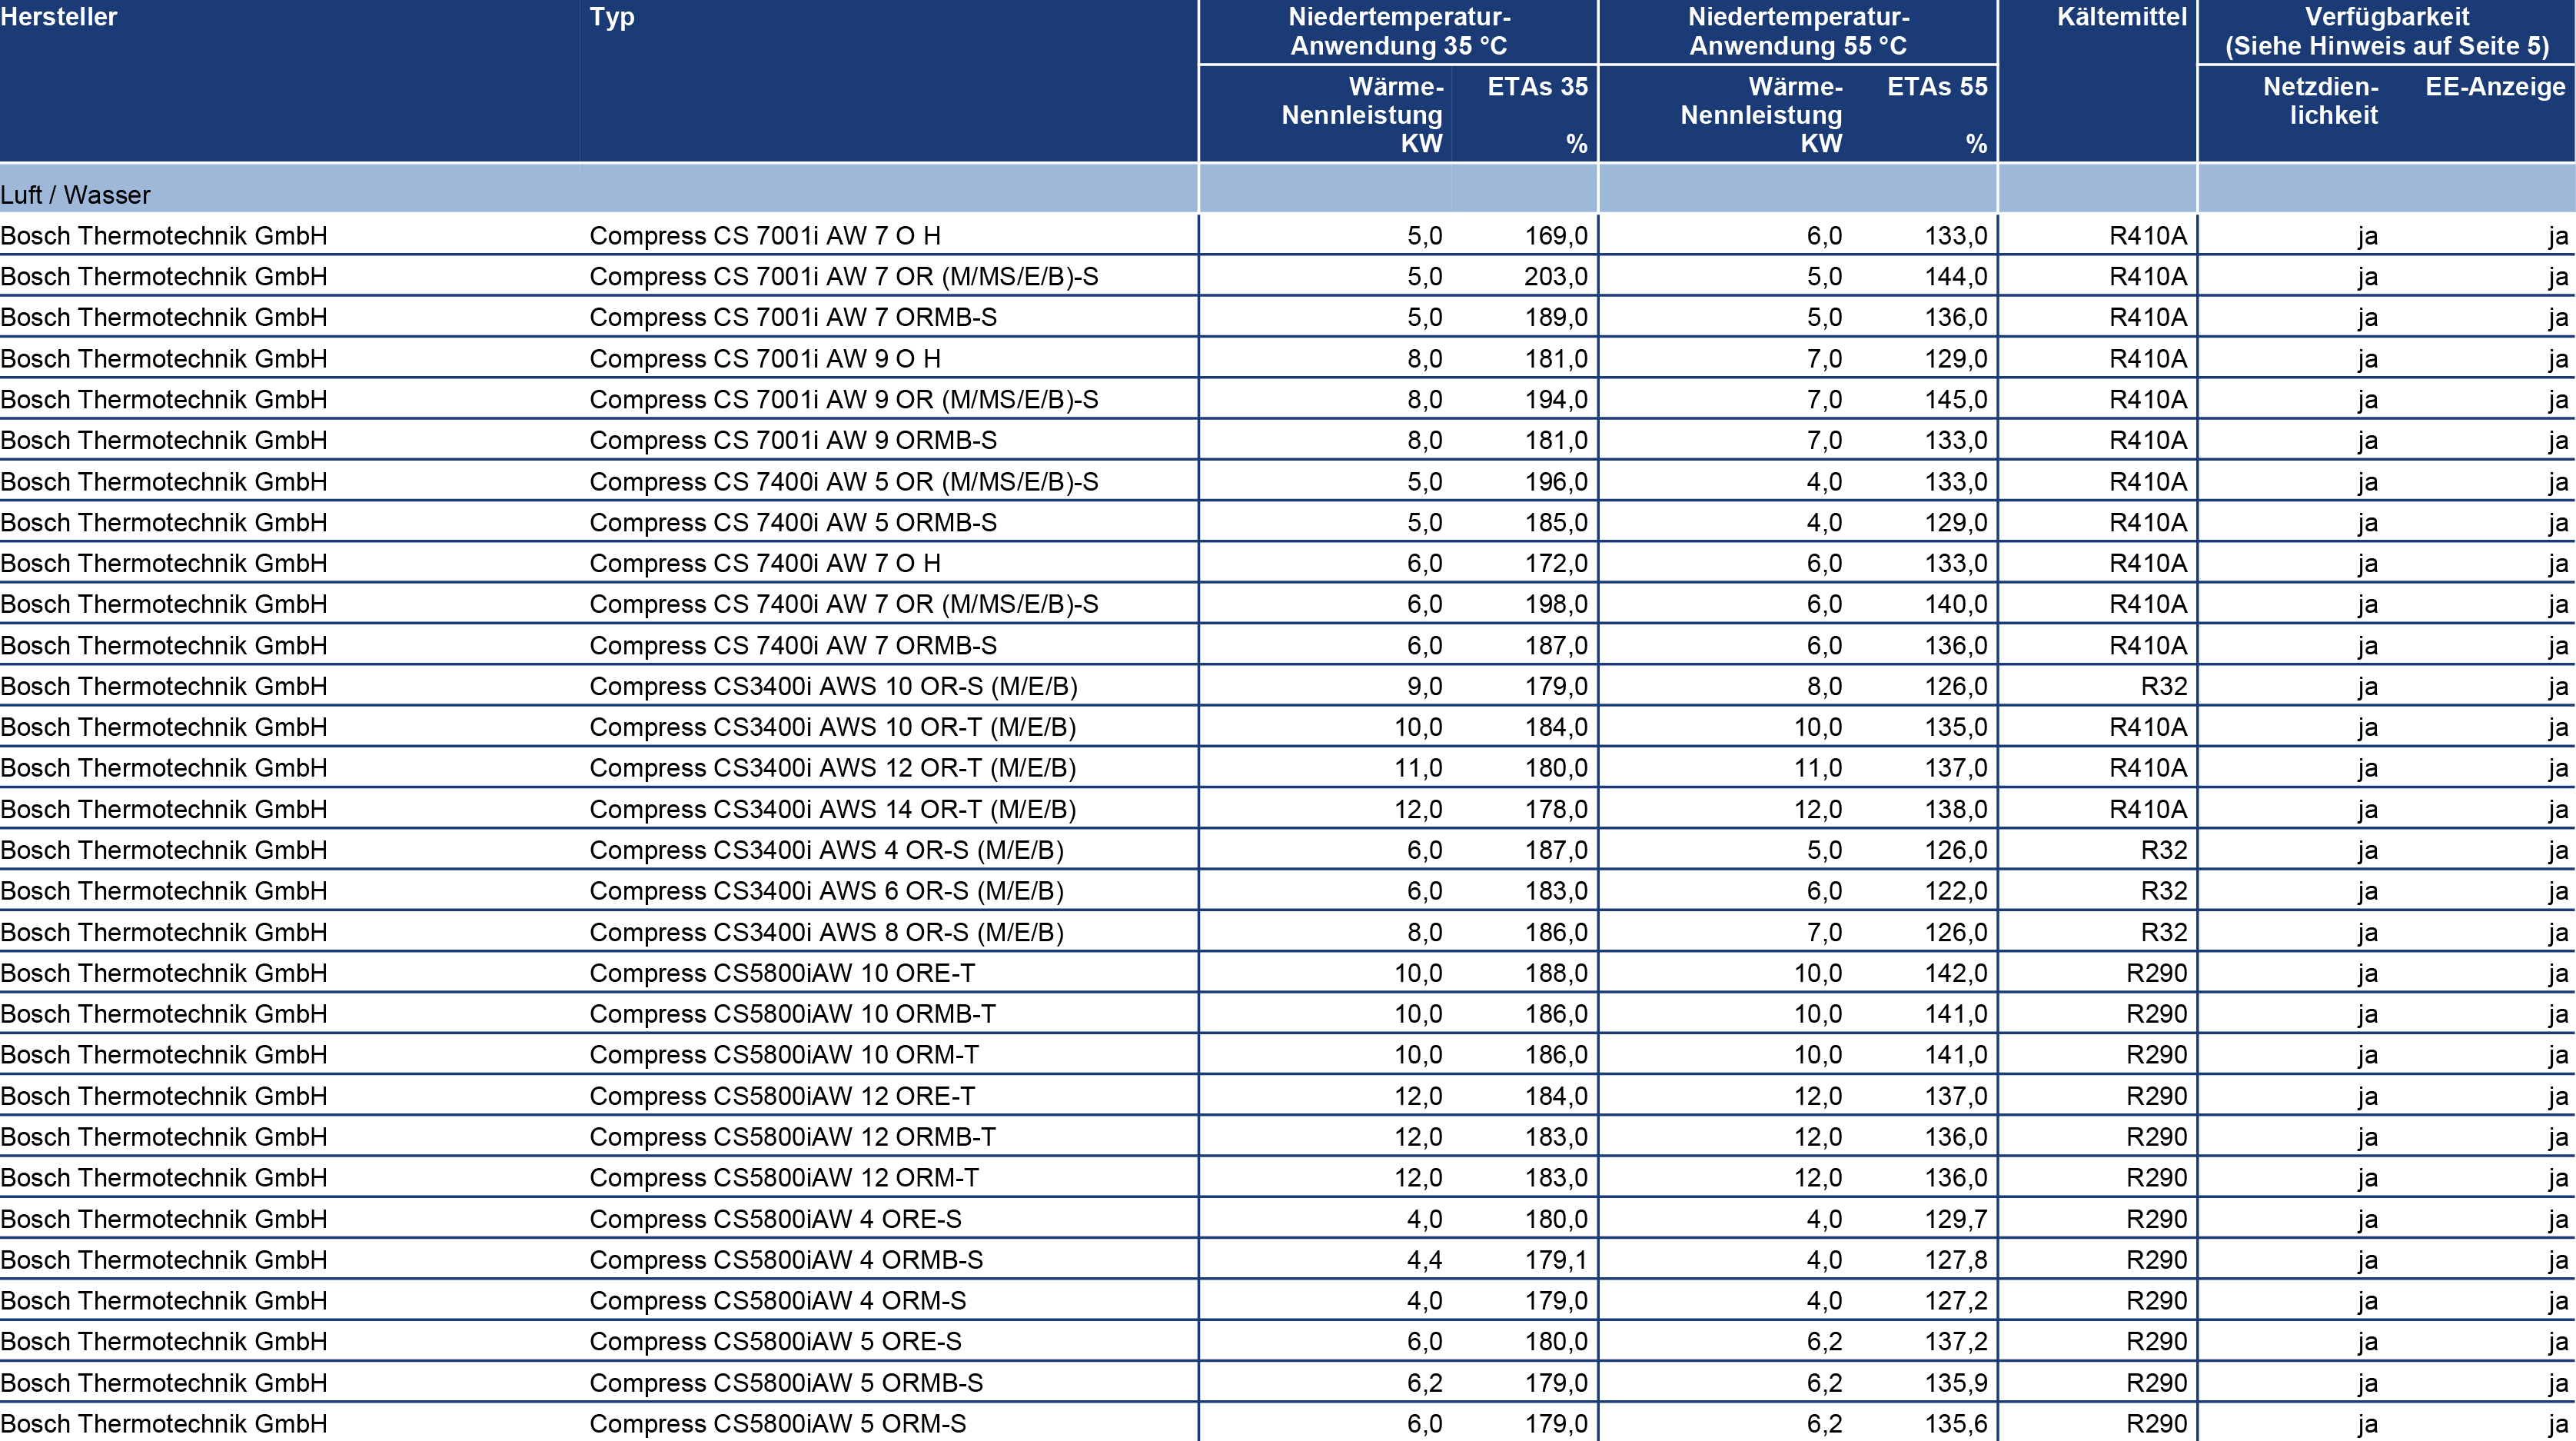 Hersteller Typ Niedertemperatur- Niedertemperatur- Kältemittel Verfügbarkeit
Anwendung 35 °C Anwendung 55 °C (Siehe Hinweis auf Seite 5)
Wärme- ETAs 35 Wärme- ETAs 55 Netzdien- EE-Anzeige
Nennleistung Nennleistung lichkeit
KW % KW %
Luft / Wasser
Bosch Thermotechnik GmbH Compress CS 7001i AW 7 O H 5,0 169,0 6,0 133,0 R410A ja ja
Bosch Thermotechnik GmbH Compress CS 7001i AW 7 OR (M/MS/E/B)-S 5,0 203,0 5,0 144,0 R410A ja ja
Bosch Thermotechnik GmbH Compress CS 7001i AW 7 ORMB-S 5,0 189,0 5,0 136,0 R410A ja ja
Bosch Thermotechnik GmbH Compress CS 7001i AW 9 O H 8,0 181,0 7,0 129,0 R410A ja ja
Bosch Thermotechnik GmbH Compress CS 7001i AW 9 OR (M/MS/E/B)-S 8,0 194,0 7,0 145,0 R410A ja ja
Bosch Thermotechnik GmbH Compress CS 7001i AW 9 ORMB-S 8,0 181,0 7,0 133,0 R410A ja ja
Bosch Thermotechnik GmbH Compress CS 7400i AW 5 OR (M/MS/E/B)-S 5,0 196,0 4,0 133,0 R410A ja ja
Bosch Thermotechnik GmbH Compress CS 7400i AW 5 ORMB-S 5,0 185,0 4,0 129,0 R410A ja ja
Bosch Thermotechnik GmbH Compress CS 7400i AW 7 O H 6,0 172,0 6,0 133,0 R410A ja ja
Bosch Thermotechnik GmbH Compress CS 7400i AW 7 OR (M/MS/E/B)-S 6,0 198,0 6,0 140,0 R410A ja ja
Bosch Thermotechnik GmbH Compress CS 7400i AW 7 ORMB-S 6,0 187,0 6,0 136,0 R410A ja ja
Bosch Thermotechnik GmbH Compress CS3400i AWS 10 OR-S (M/E/B) 9,0 179,0 8,0 126,0 R32 ja ja
Bosch Thermotechnik GmbH Compress CS3400i AWS 10 OR-T (M/E/B) 10,0 184,0 10,0 135,0 R410A ja ja
Bosch Thermotechnik GmbH Compress CS3400i AWS 12 OR-T (M/E/B) 11,0 180,0 11,0 137,0 R410A ja ja
Bosch Thermotechnik GmbH Compress CS3400i AWS 14 OR-T (M/E/B) 12,0 178,0 12,0 138,0 R410A ja ja
Bosch Thermotechnik GmbH Compress CS3400i AWS 4 OR-S (M/E/B) 6,0 187,0 5,0 126,0 R32 ja ja
Bosch Thermotechnik GmbH Compress CS3400i AWS 6 OR-S (M/E/B) 6,0 183,0 6,0 122,0 R32 ja ja
Bosch Thermotechnik GmbH Compress CS3400i AWS 8 OR-S (M/E/B) 8,0 186,0 7,0 126,0 R32 ja ja
Bosch Thermotechnik GmbH Compress CS5800iAW 10 ORE-T 10,0 188,0 10,0 142,0 R290 ja ja
Bosch Thermotechnik GmbH Compress CS5800iAW 10 ORMB-T 10,0 186,0 10,0 141,0 R290 ja ja
Bosch Thermotechnik GmbH Compress CS5800iAW 10 ORM-T 10,0 186,0 10,0 141,0 R290 ja ja
Bosch Thermotechnik GmbH Compress CS5800iAW 12 ORE-T 12,0 184,0 12,0 137,0 R290 ja ja
Bosch Thermotechnik GmbH Compress CS5800iAW 12 ORMB-T 12,0 183,0 12,0 136,0 R290 ja ja
Bosch Thermotechnik GmbH Compress CS5800iAW 12 ORM-T 12,0 183,0 12,0 136,0 R290 ja ja
Bosch Thermotechnik GmbH Compress CS5800iAW 4 ORE-S 4,0 180,0 4,0 129,7 R290 ja ja
Bosch Thermotechnik GmbH Compress CS5800iAW 4 ORMB-S 4,4 179,1 4,0 127,8 R290 ja ja
Bosch Thermotechnik GmbH Compress CS5800iAW 4 ORM-S 4,0 179,0 4,0 127,2 R290 ja ja
Bosch Thermotechnik GmbH Compress CS5800iAW 5 ORE-S 6,0 180,0 6,2 137,2 R290 ja ja
Bosch Thermotechnik GmbH Compress CS5800iAW 5 ORMB-S 6,2 179,0 6,2 135,9 R290 ja ja
Bosch Thermotechnik GmbH Compress CS5800iAW 5 ORM-S 6,0 179,0 6,2 135,6 R290 ja ja